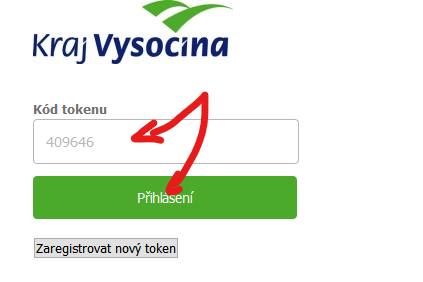 Kraj Vysočina
Kód tokenu
409646
Přihlášení
Zaregistrovat nový token